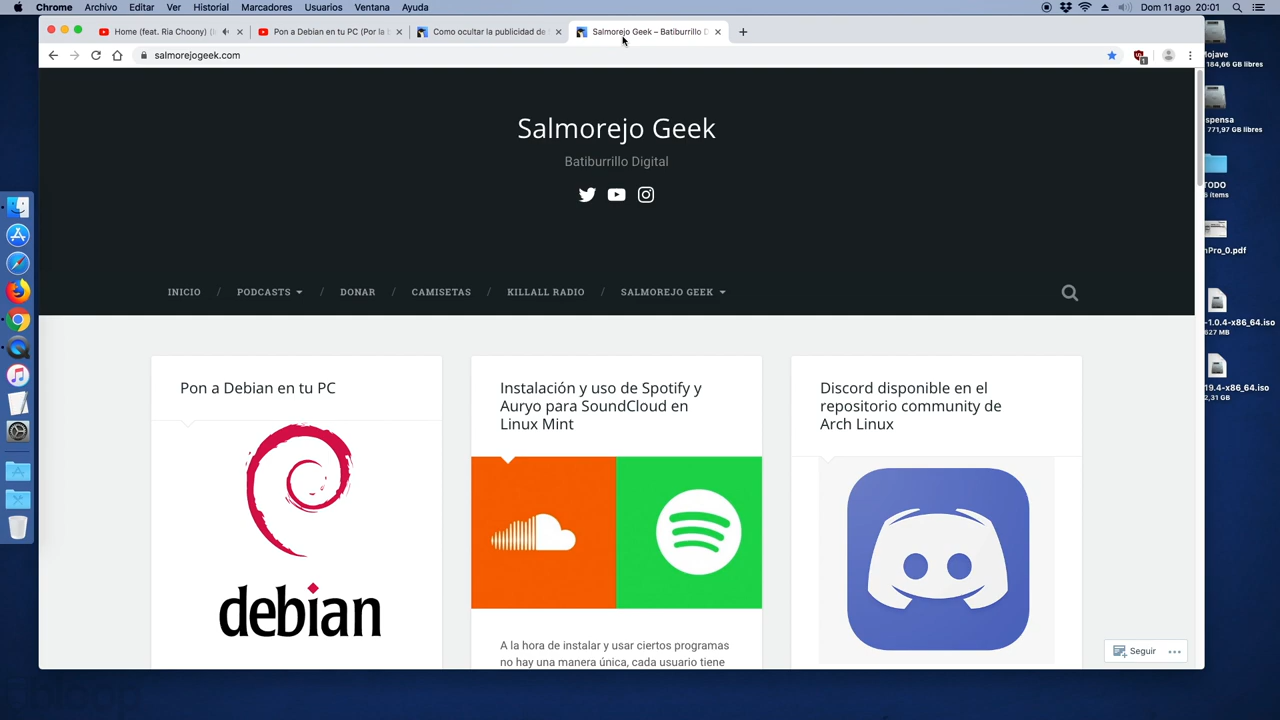 Chrome Archivo Editar Ver Historial Marcadores Usuarios Ventana Ayuda Dom 11 ago 20:01
Home (feat. Ria Choony) (
Pon a Debian en tu PC (Por la
Como ocultar la publicidad de
Salmorejo Geek – Batiburrillo D
salmorejogeek.com
1
Mojave
184,66 GB libres
spensa
771,97 GB libres
TODO
6 ítems
nPro_0.pdf
-1.0.4-x86_64.iso
627 MB
19.4-x86_64.iso
2,31 GB
Salmorejo Geek
Batiburrillo Digital
INICIO / PODCASTS / DONAR / CAMISETAS / KILLALL RADIO / SALMOREJO GEEK
Pon a Debian en tu PC
debian
Instalación y uso de Spotify y
Auryo para SoundCloud en
Linux Mint
A la hora de instalar y usar ciertos programas
no hay una manera única, cada usuario tiene
Discord disponible en el
repositorio community de
Arch Linux
Seguir